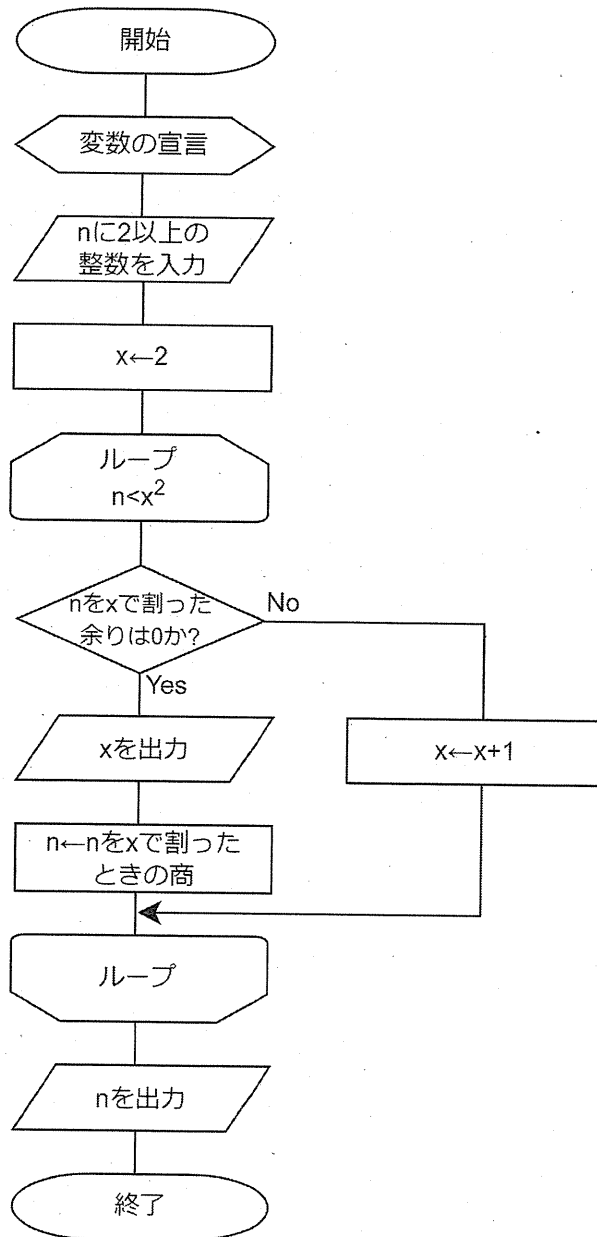 開始
変数の宣言
nに2以上の
整数を入力
x←2
ループ
n<x²
nをxで割った
余りは0か?
No
Yes
xを出力
x←x+1
n←nをxで割った
ときの商
ループ
nを出力
終了